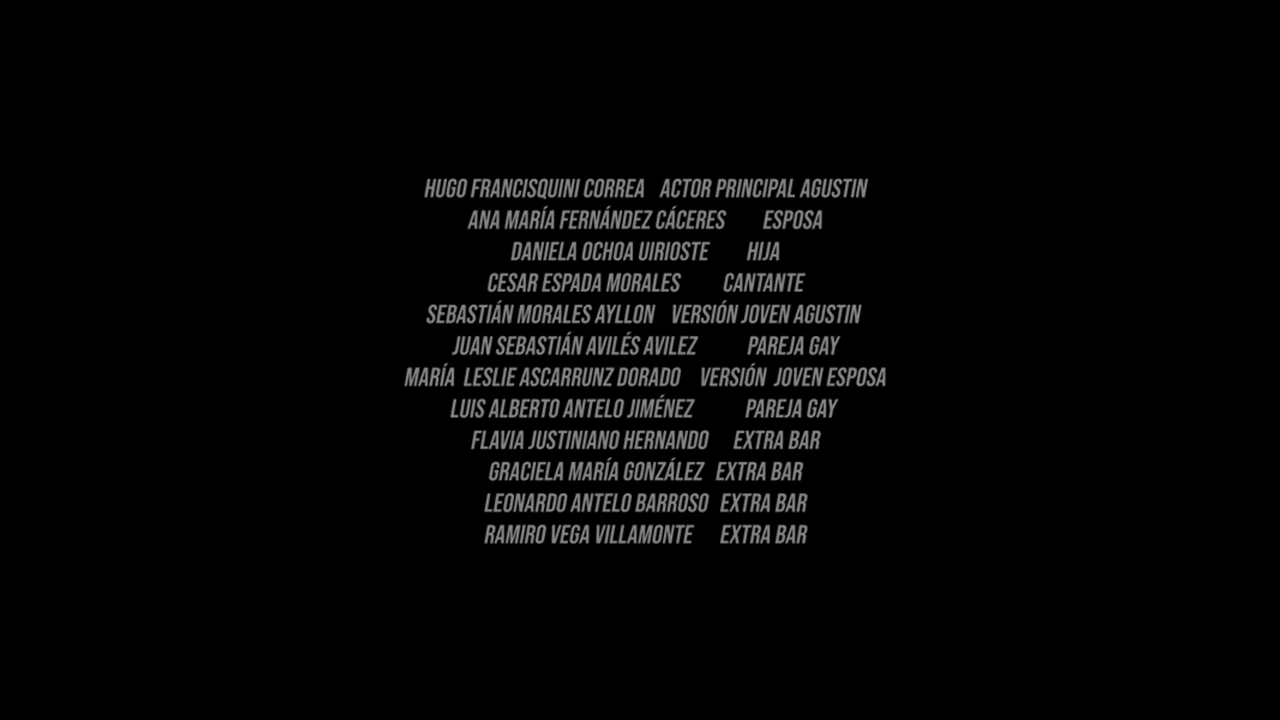 HUGO FRANCISQUINI CORREA ACTOR PRINCIPAL AGUSTIN
ANA MARÍA FERNÁNDEZ CÁCERES ESPOSA
DANIELA OCHOA UIRIOSTE HIJA
CESAR ESPADA MORALES CANTANTE
SEBASTIÁN MORALES AYLLON VERSIÓN JOVEN AGUSTIN
JUAN SEBASTIÁN AVILÉS AVILEZ PAREJA GAY
MARÍA LESLIE ASCARRUNZ DORADO VERSIÓN JOVEN ESPOSA
LUIS ALBERTO ANTELO JIMÉNEZ PAREJA GAY
FLAVIA JUSTINIANO HERNANDO EXTRA BAR
GRACIELA MARÍA GONZÁLEZ EXTRA BAR
LEONARDO ANTELO BARROSO EXTRA BAR
RAMIRO VEGA VILLAMONTE EXTRA BAR